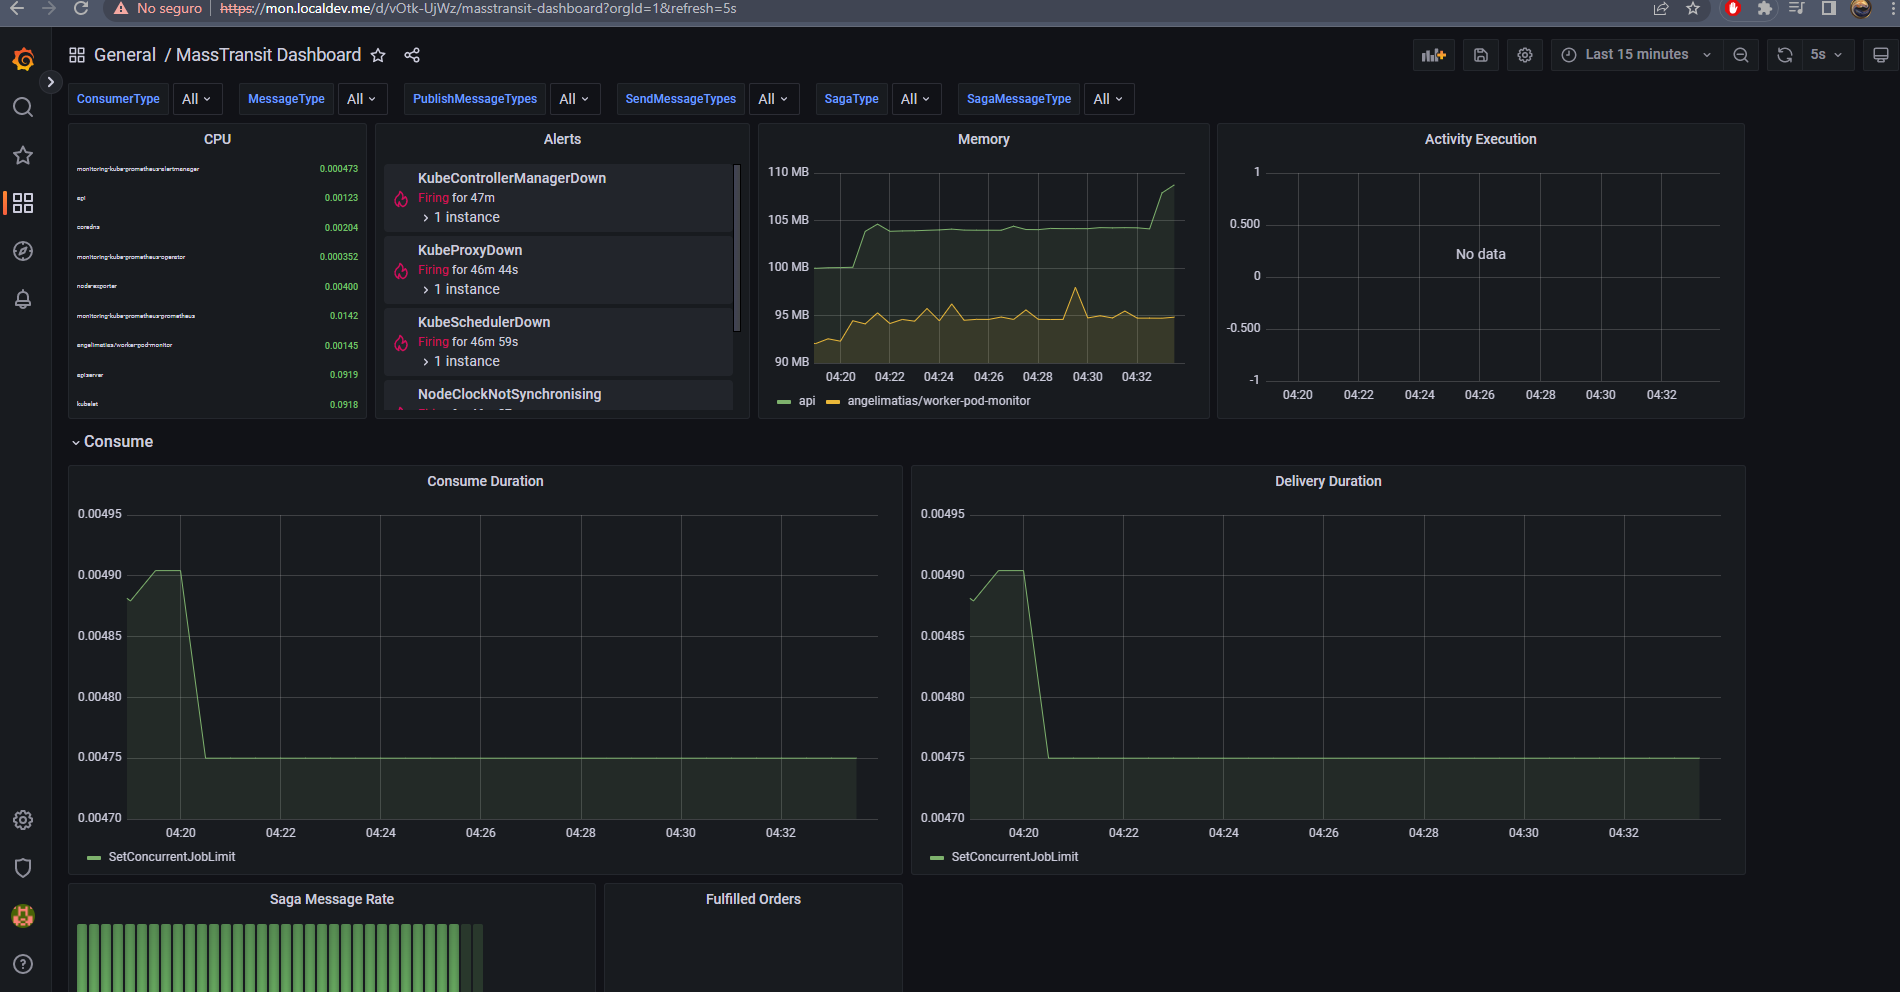 No seguro https://mon.localdev.me/d/vOtk-UjWz/masstransit-dashboard?orgId=1&refresh=5s
General / MassTransit Dashboard
Last 15 minutes
5s
ConsumerType All MessageType All PublishMessageTypes All SendMessageTypes All SagaType All SagaMessageType All
CPU
monitoring-kube-prometheus-alertmanager 0.000473
api 0.00123
coredns 0.00204
monitoring-kube-prometheus-operator 0.000352
node-exporter 0.00400
monitoring-kube-prometheus-prometheus 0.0142
angelimatias/worker-pod-monitor 0.00145
apiserver 0.0919
kubelet 0.0918
Alerts
KubeControllerManagerDown
Firing for 47m
1 instance
KubeProxyDown
Firing for 46m 44s
1 instance
KubeSchedulerDown
Firing for 46m 59s
1 instance
NodeClockNotSynchronising
Memory
110 MB
105 MB
100 MB
95 MB
90 MB
04:20 04:22 04:24 04:26 04:28 04:30 04:32
api angelimatias/worker-pod-monitor
Activity Execution
1
0.500
0
-0.500
-1
No data
04:20 04:22 04:24 04:26 04:28 04:30 04:32
Consume
Consume Duration
0.00495
0.00490
0.00485
0.00480
0.00475
0.00470
04:20 04:22 04:24 04:26 04:28 04:30 04:32
SetConcurrentJobLimit
Delivery Duration
0.00495
0.00490
0.00485
0.00480
0.00475
0.00470
04:20 04:22 04:24 04:26 04:28 04:30 04:32
SetConcurrentJobLimit
Saga Message Rate
Fulfilled Orders